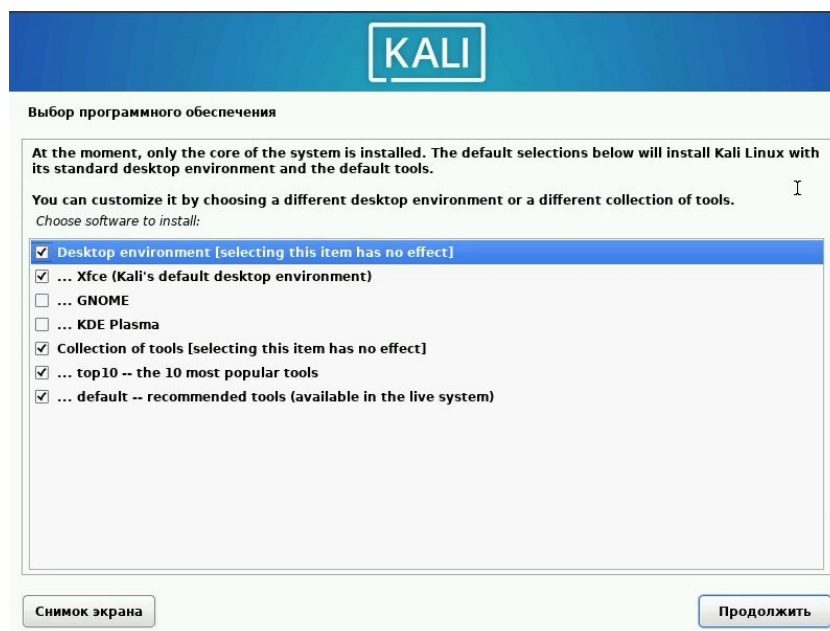 KALI
Выбор программного обеспечения
At the moment, only the core of the system is installed. The default selections below will install Kali Linux with
its standard desktop environment and the default tools.
You can customize it by choosing a different desktop environment or a different collection of tools.
Choose software to install:
Desktop environment [selecting this item has no effect]
... Xfce (Kali's default desktop environment)
... GNOME
... KDE Plasma
Collection of tools [selecting this item has no effect]
... top10 -- the 10 most popular tools
... default -- recommended tools (available in the live system)
Снимок экрана
Продолжить